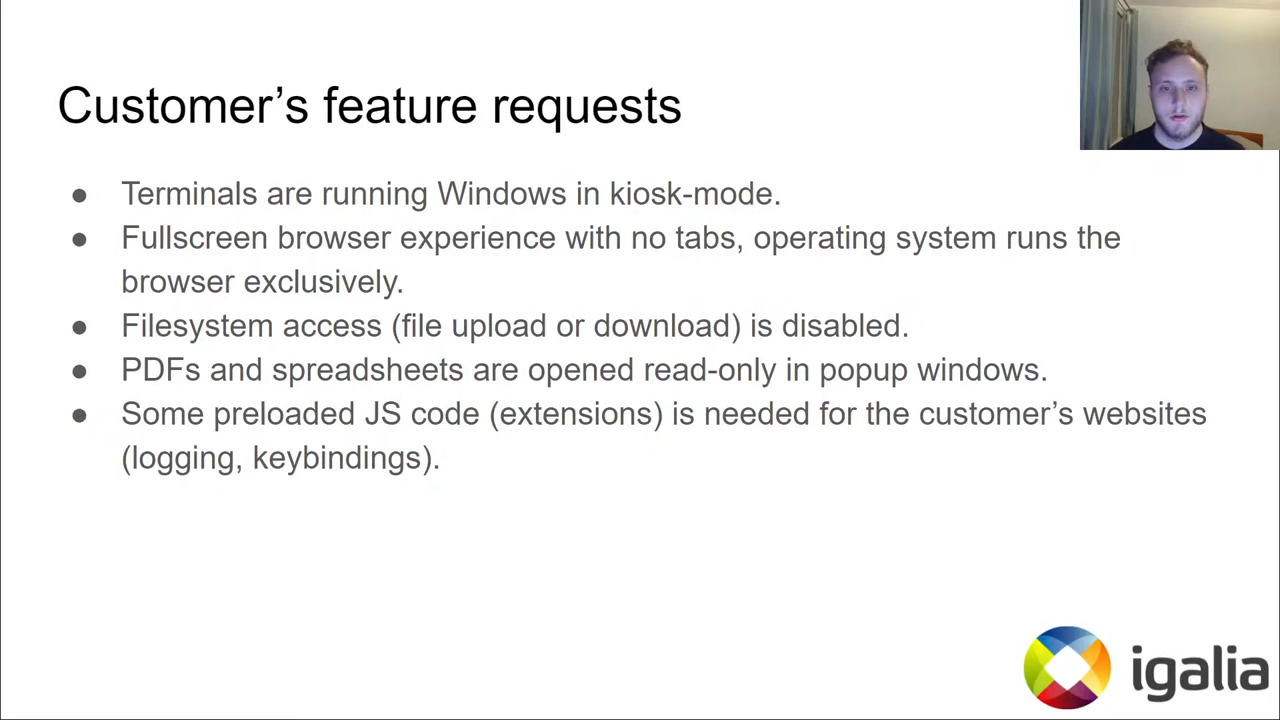 Customer’s feature requests
● Terminals are running Windows in kiosk-mode.
● Fullscreen browser experience with no tabs, operating system runs the
browser exclusively.
● Filesystem access (file upload or download) is disabled.
● PDFs and spreadsheets are opened read-only in popup windows.
● Some preloaded JS code (extensions) is needed for the customer’s websites
(logging, keybindings).
igalia